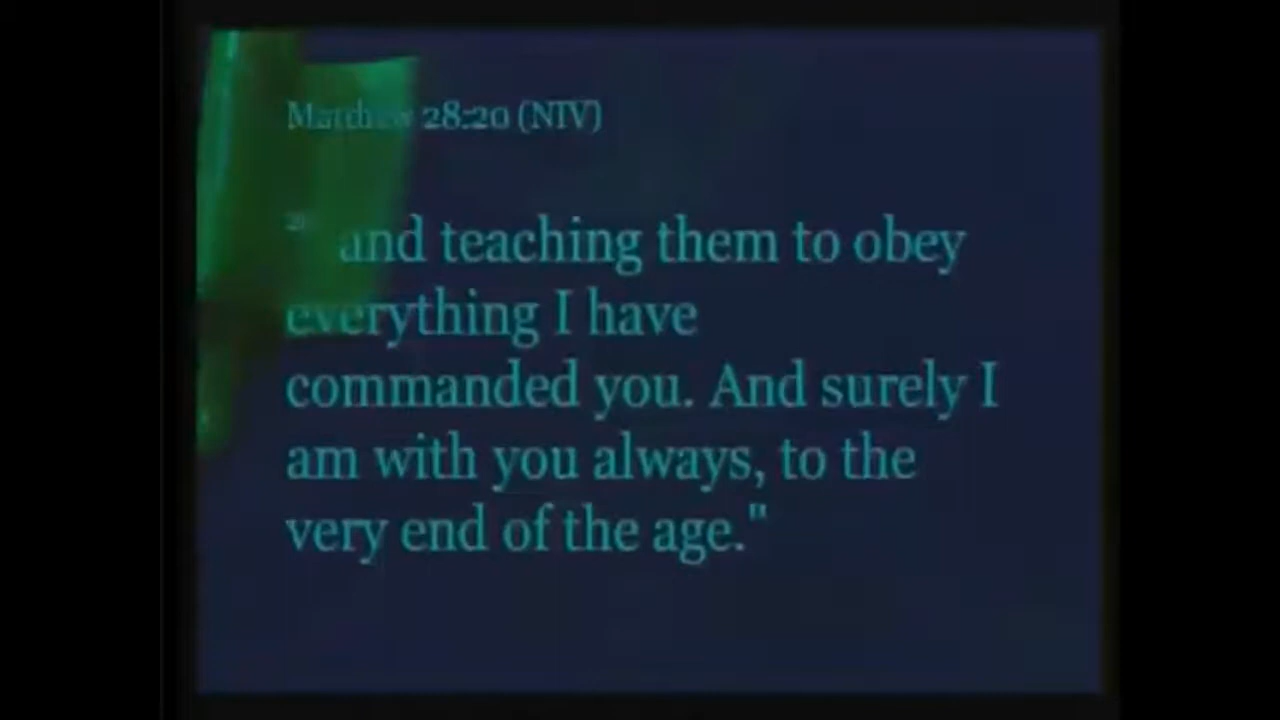 Matthew 28:20 (NIV)
20 and teaching them to obey
everything I have
commanded you. And surely I
am with you always, to the
very end of the age."